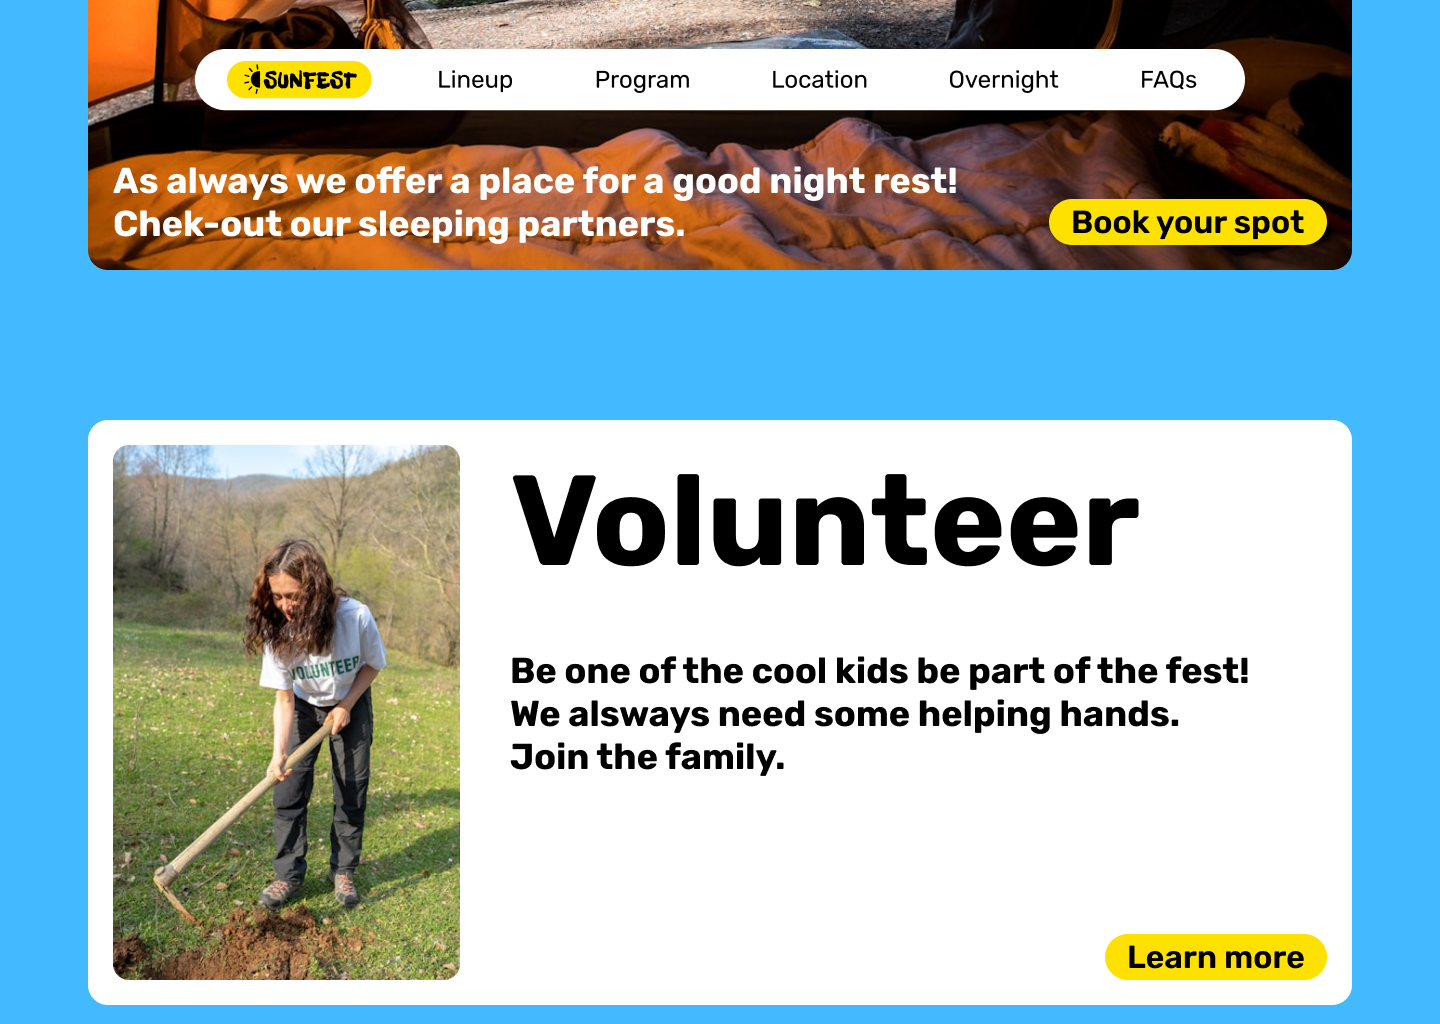 SUNFEST
Lineup
Program
Location
Overnight
FAQs
As always we offer a place for a good night rest!
Chek-out our sleeping partners.
Book your spot
Volunteer
VOLUNTEER
Be one of the cool kids be part of the fest!
We alsways need some helping hands.
Join the family.
Learn more